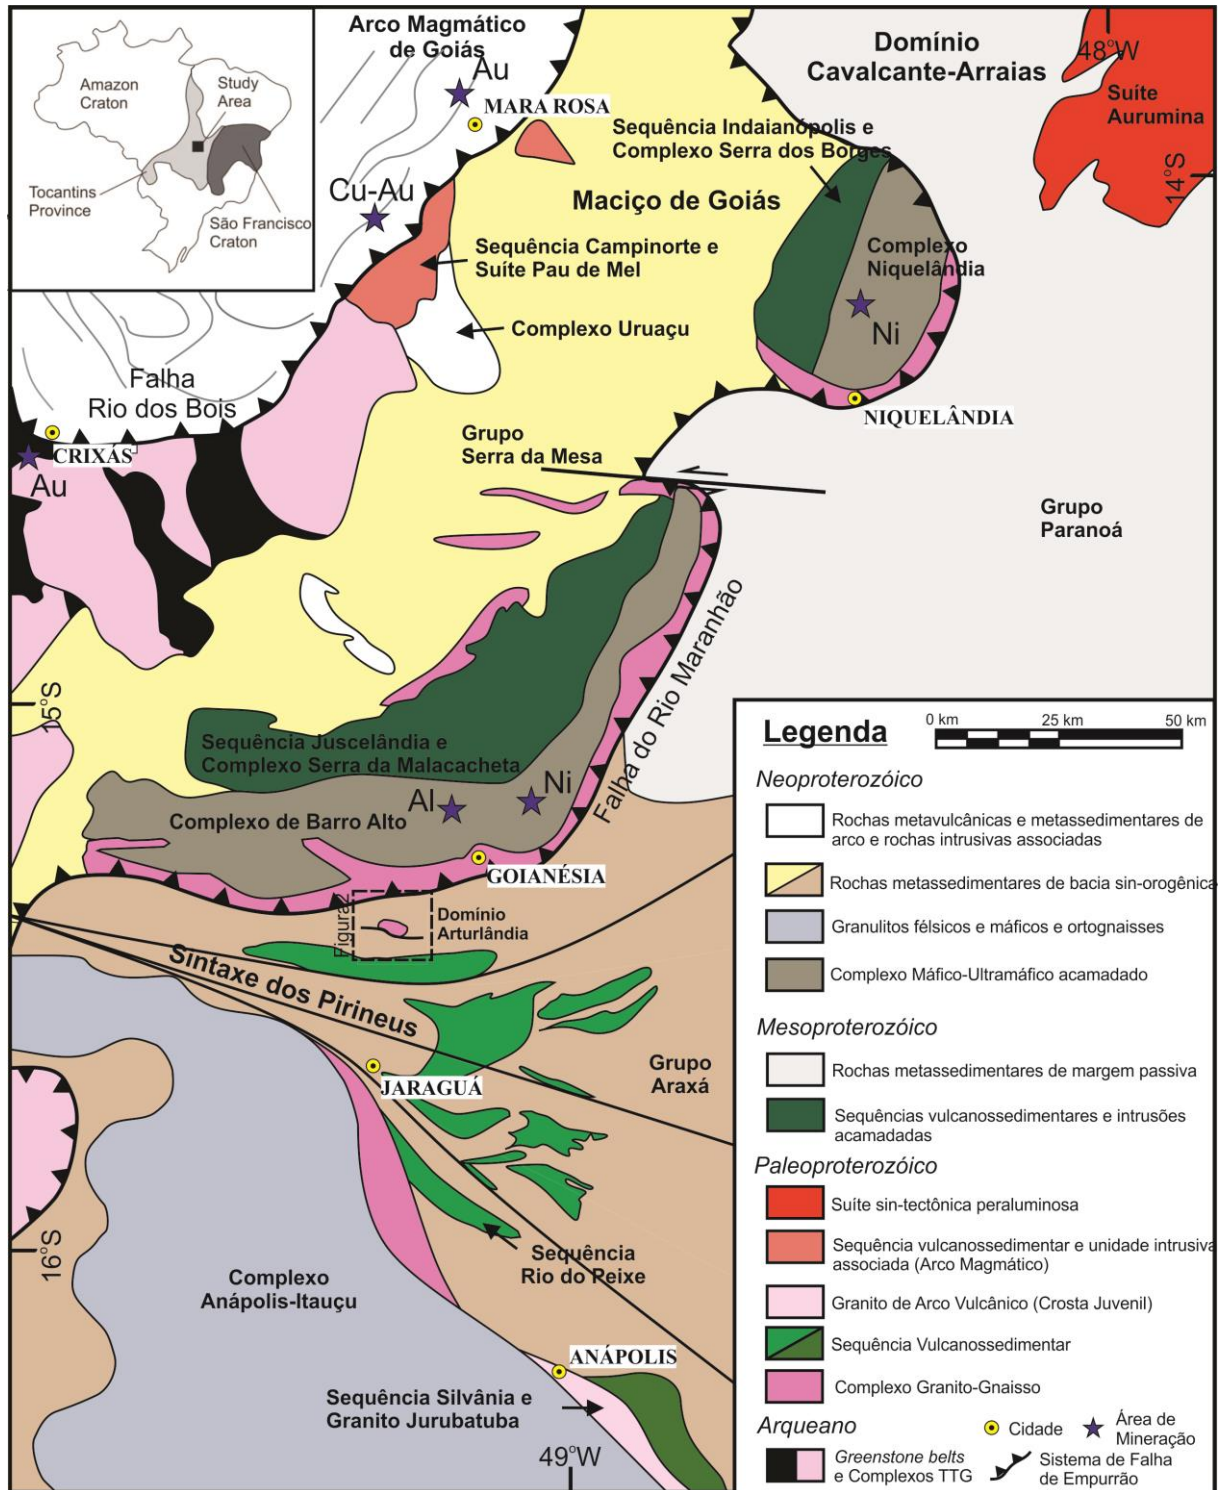 Amazon
Craton
Study
Area
Tocantins
Province
São Francisco
Craton
Arco Magmático
de Goiás
Au
MARA ROSA
Cu-Au
Domínio
Cavalcante-Arraias
48°W
Suíte
Aurumina
14°S
Sequência Indaianópolis e
Complexo Serra dos Borges
Maciço de Goiás
Sequência Campinorte e
Suíte Pau de Mel
Complexo
Niquelândia
Ni
Complexo Uruaçu
Falha
Rio dos Bois
NIQUELÂNDIA
CRIXÁS
Au
Grupo
Serra da Mesa
Grupo
Paranoá
Falha do Rio Maranhão
15°S
Sequência Juscelândia e
Complexo Serra da Malacacheta
Al
Ni
Complexo de Barro Alto
GOIANÉSIA
Figura2
Domínio
Arturlândia
Sintaxe dos Pirineus
Grupo
Araxá
JARAGUÁ
16°S
Sequência
Rio do Peixe
Complexo
Anápolis-Itauçu
ANÁPOLIS
Sequência Silvânia e
Granito Jurubatuba
49°W
Legenda
0 km 25 km 50 km
Neoproterozóico
Rochas metavulcânicas e metassedimentares de
arco e rochas intrusivas associadas
Rochas metassedimentares de bacia sin-orogênica
Granulitos félsicos e máficos e ortognaisses
Complexo Máfico-Ultramáfico acamadado
Mesoproterozóico
Rochas metassedimentares de margem passiva
Sequências vulcanossedimentares e intrusões
acamadadas
Paleoproterozóico
Suíte sin-tectônica peraluminosa
Sequência vulcanossedimentar e unidade intrusiva
associada (Arco Magmático)
Granito de Arco Vulcânico (Crosta Juvenil)
Sequência Vulcanossedimentar
Complexo Granito-Gnaisso
Arqueano
Greenstone belts
e Complexos TTG
Cidade
Área de
Mineração
Sistema de Falha
de Empurrão